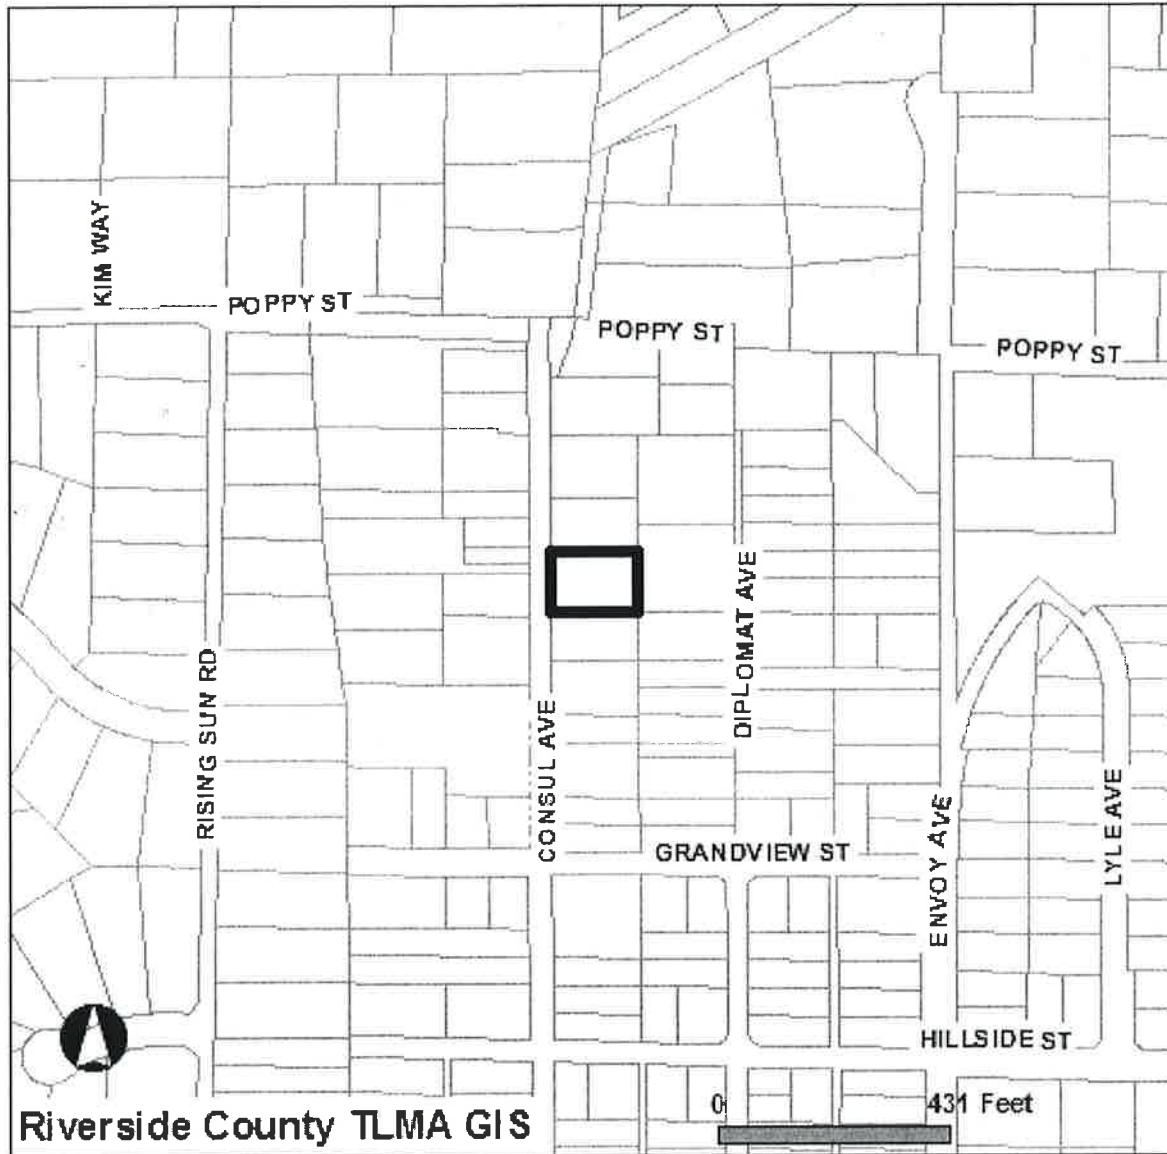 KIM WAY
POPPY ST
POPPY ST
POPPY ST
DIPLOMAT AVE
RISING SUN RD
CONSUL AVE
GRANDVIEW ST
ENVOY AVE
LYLE AVE
HILLSIDE ST
0 431 Feet
Riverside County TLMA GIS